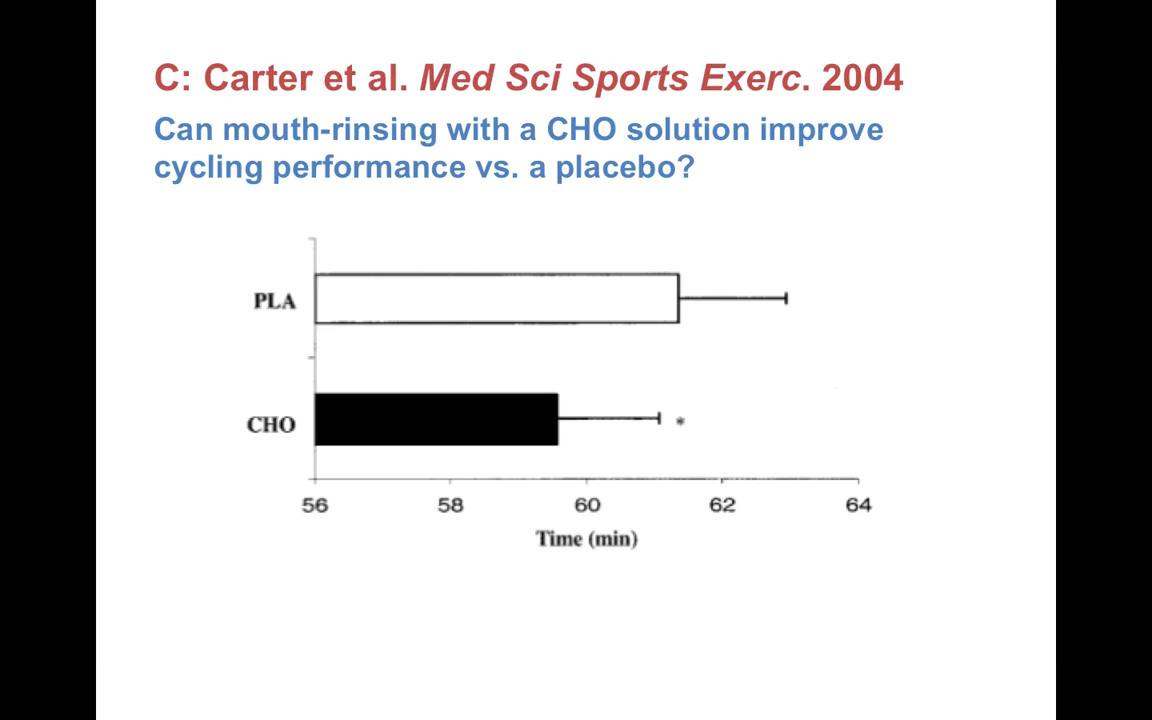 C: Carter et al. Med Sci Sports Exerc. 2004
Can mouth-rinsing with a CHO solution improve
cycling performance vs. a placebo?
PLA
CHO
*
56 58 60 62 64
Time (min)